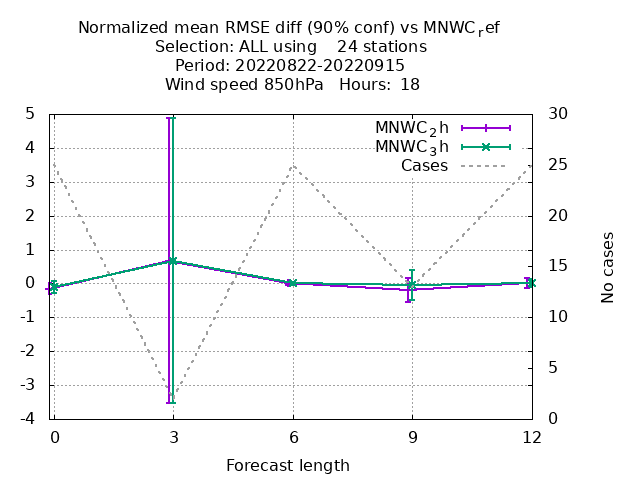 Normalized mean RMSE diff (90% conf) vs MNWC_ref
Selection: ALL using    24 stations
Period: 20220822-20220915
Wind speed 850hPa   Hours:  18
MNWC_2h
MNWC_3h
Cases
5
4
3
2
1
0
-1
-2
-3
-4
30
25
20
15
10
5
0
No cases
0 3 6 9 12
Forecast length